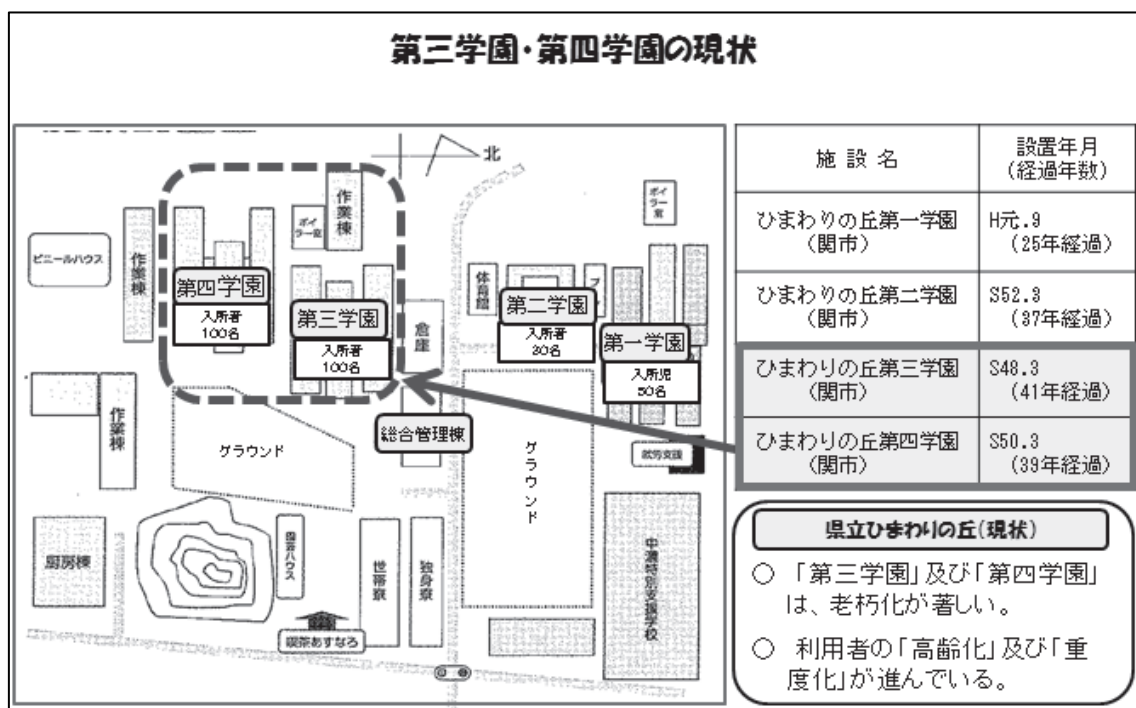 第三学園・第四学園の現状
北
ボイラー室
作業棟
ボイラー室
作業棟
ビニールハウス
第四学園
入所者
100名
第三学園
入所者
100名
倉庫
体育館
第二学園
入所者
30名
プ
第一学園
入所児
50名
総合管理棟
作業棟
グラウンド
グラウンド
就労支援
厨房棟
園芸ハウス
世帯寮
独身寮
中濃特別支援学校
喫茶あすなろ
施設名
設置年月
(経過年数)
ひまわりの丘第一学園
(関市)
H元.9
(25年経過)
ひまわりの丘第二学園
(関市)
S52.3
(37年経過)
ひまわりの丘第三学園
(関市)
S48.3
(41年経過)
ひまわりの丘第四学園
(関市)
S50.3
(39年経過)
県立ひまわりの丘(現状)
○ 「第三学園」及び「第四学園」
は、老朽化が著しい。
○ 利用者の「高齢化」及び「重
度化」が進んでいる。